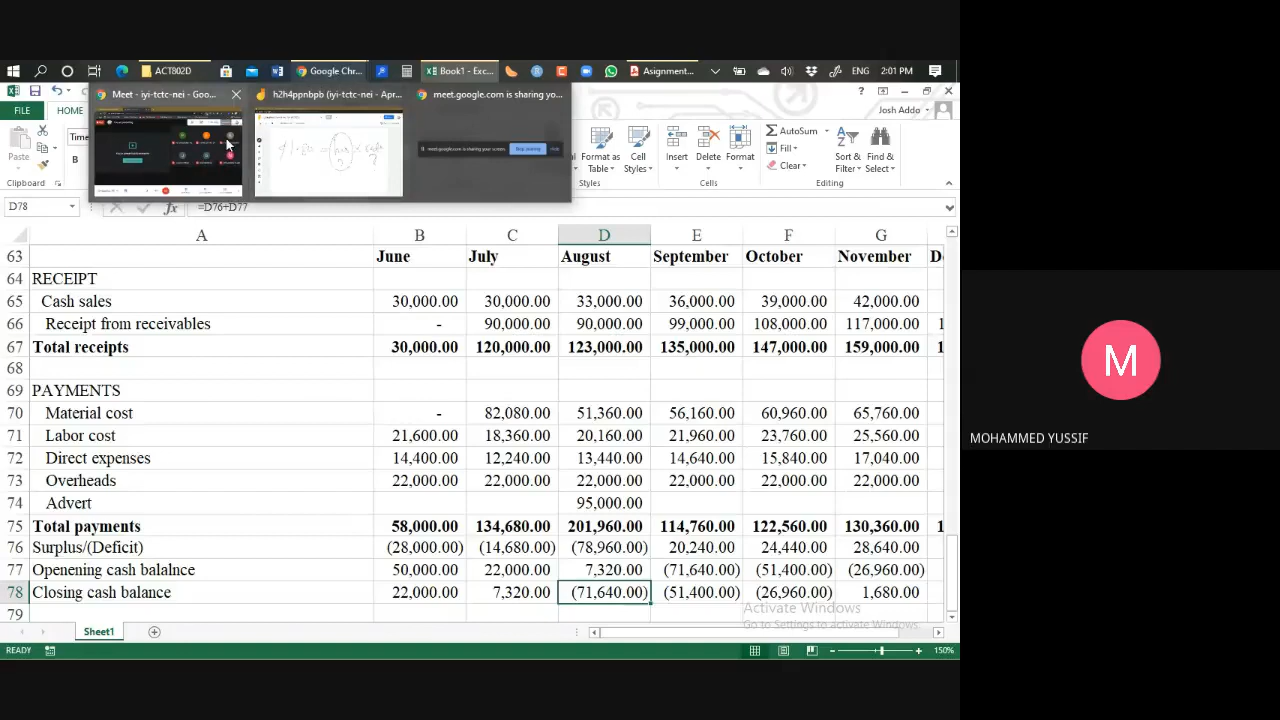 ACT802D
Google Chr...
Book1 - Exc...
Asignment...
ENG 2:01 PM
Meet - iyi-tctc-nei - Goo...
h2h4ppnbpb (iyi-tctc-nei - Apr...
meet.google.com is sharing yo...
FILE HOME
Josh Addo
Paste
Clipboard
Format as Table
Cell Styles
Styles
Insert Delete Format
Cells
AutoSum
Fill
Clear
Sort & Filter
Find & Select
Editing
D78 fx =D76+D77
A B C D E F G
63 June July August September October November
64 RECEIPT
65 Cash sales 30,000.00 30,000.00 33,000.00 36,000.00 39,000.00 42,000.00
66 Receipt from receivables - 90,000.00 90,000.00 99,000.00 108,000.00 117,000.00
67 Total receipts 30,000.00 120,000.00 123,000.00 135,000.00 147,000.00 159,000.00
68
69 PAYMENTS
70 Material cost - 82,080.00 51,360.00 56,160.00 60,960.00 65,760.00
71 Labor cost 21,600.00 18,360.00 20,160.00 21,960.00 23,760.00 25,560.00
72 Direct expenses 14,400.00 12,240.00 13,440.00 14,640.00 15,840.00 17,040.00
73 Overheads 22,000.00 22,000.00 22,000.00 22,000.00 22,000.00 22,000.00
74 Advert 95,000.00
75 Total payments 58,000.00 134,680.00 201,960.00 114,760.00 122,560.00 130,360.00
76 Surplus/(Deficit) (28,000.00) (14,680.00) (78,960.00) 20,240.00 24,440.00 28,640.00
77 Openening cash balalnce 50,000.00 22,000.00 7,320.00 (71,640.00) (51,400.00) (26,960.00)
78 Closing cash balance 22,000.00 7,320.00 (71,640.00) (51,400.00) (26,960.00) 1,680.00
79
Activate Windows
Go to Settings to activate Windows.
Sheet1
READY 150%
M
MOHAMMED YUSSIF